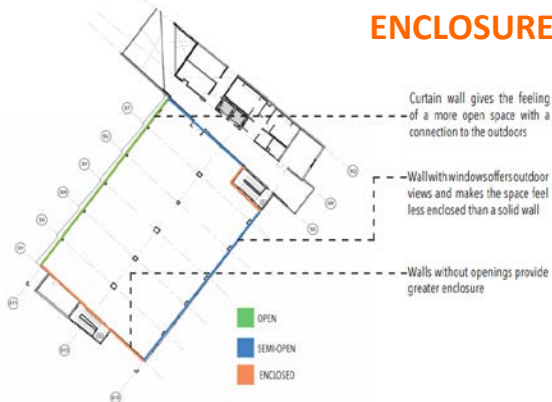 ENCLOSURE
Curtain wall gives the feeling
of a more open space with a
connection to the outdoors
Wall with windows offers outdoor
views and makes the space feel
less enclosed than a solid wall
Walls without openings provide
greater enclosure
OPEN
SEMI-OPEN
ENCLOSED